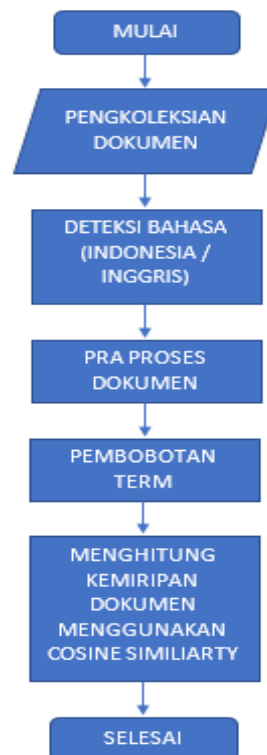 MULAI
PENGKOLEKSIAN
DOKUMEN
DETEKSI BAHASA
(INDONESIA /
INGGRIS)
PRA PROSES
DOKUMEN
PEMBOBOTAN
TERM
MENGHITUNG
KEMIRIPAN
DOKUMEN
MENGGUNAKAN
COSINE SIMILIARTY
SELESAI